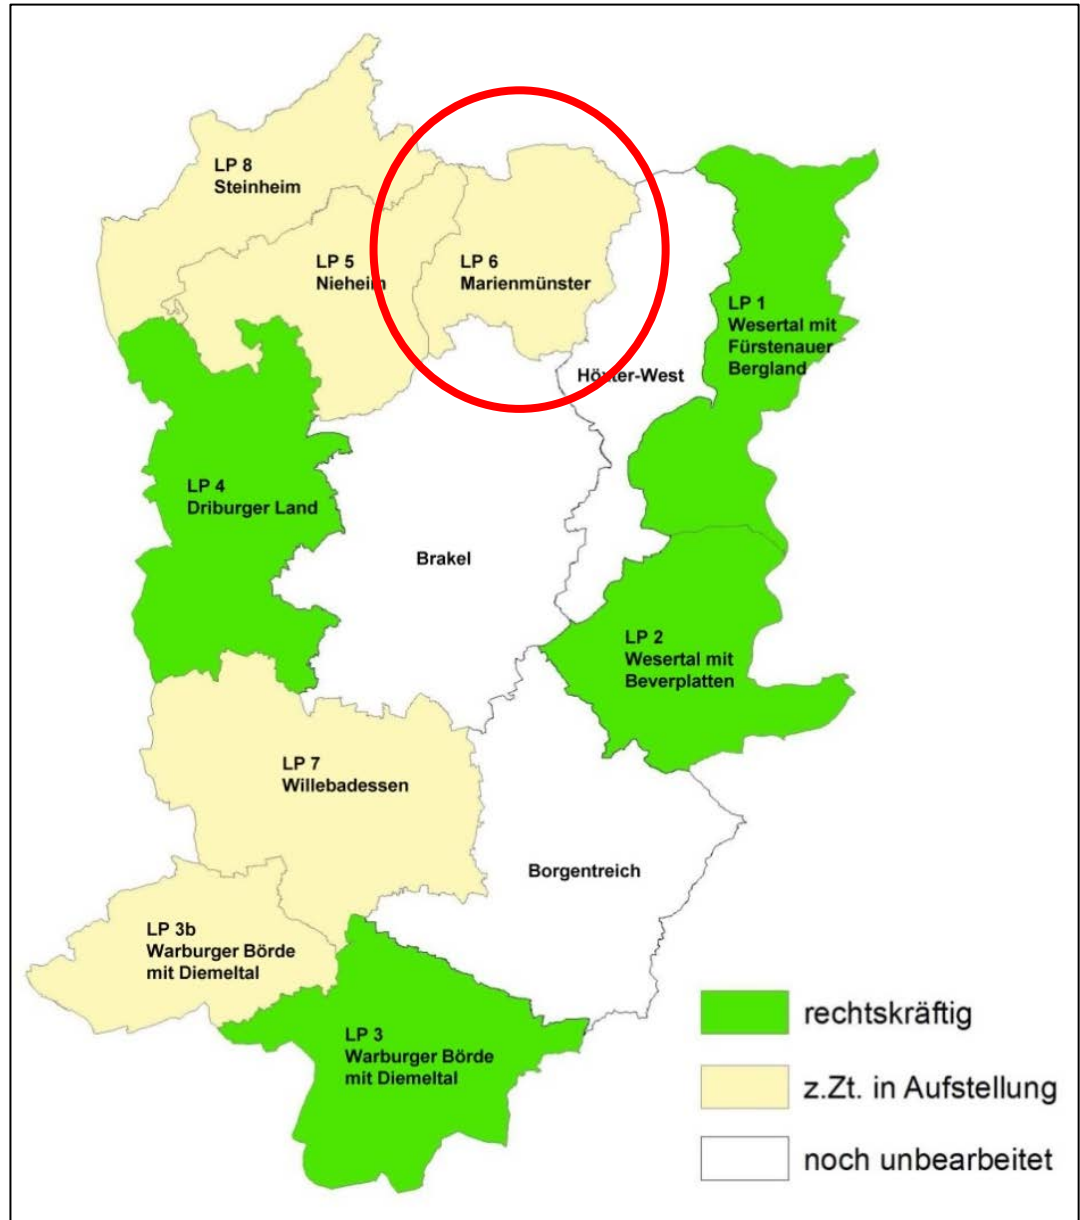 LP 8
Steinheim
LP 5
Nieheim
LP 6
Marienmünster
LP 1
Wesertal mit
Fürstenauer
Bergland
Höxter-West
LP 4
Driburger Land
Brakel
LP 2
Wesertal mit
Beverplatten
LP 7
Willebadessen
Borgentreich
LP 3b
Warburger Börde
mit Diemeltal
LP 3
Warburger Börde
mit Diemeltal
rechtskräftig
z.Zt. in Aufstellung
noch unbearbeitet